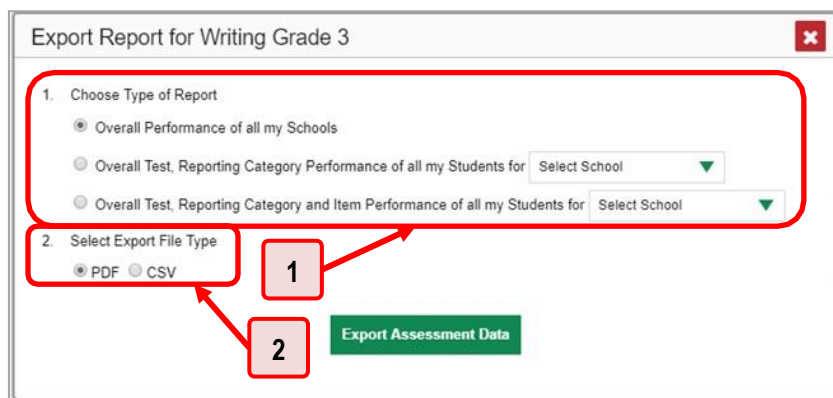 Export Report for Writing Grade 3
1. Choose Type of Report
Overall Performance of all my Schools
Overall Test, Reporting Category Performance of all my Students for Select School
Overall Test, Reporting Category and Item Performance of all my Students for Select School
2. Select Export File Type
PDF CSV
1
2
Export Assessment Data